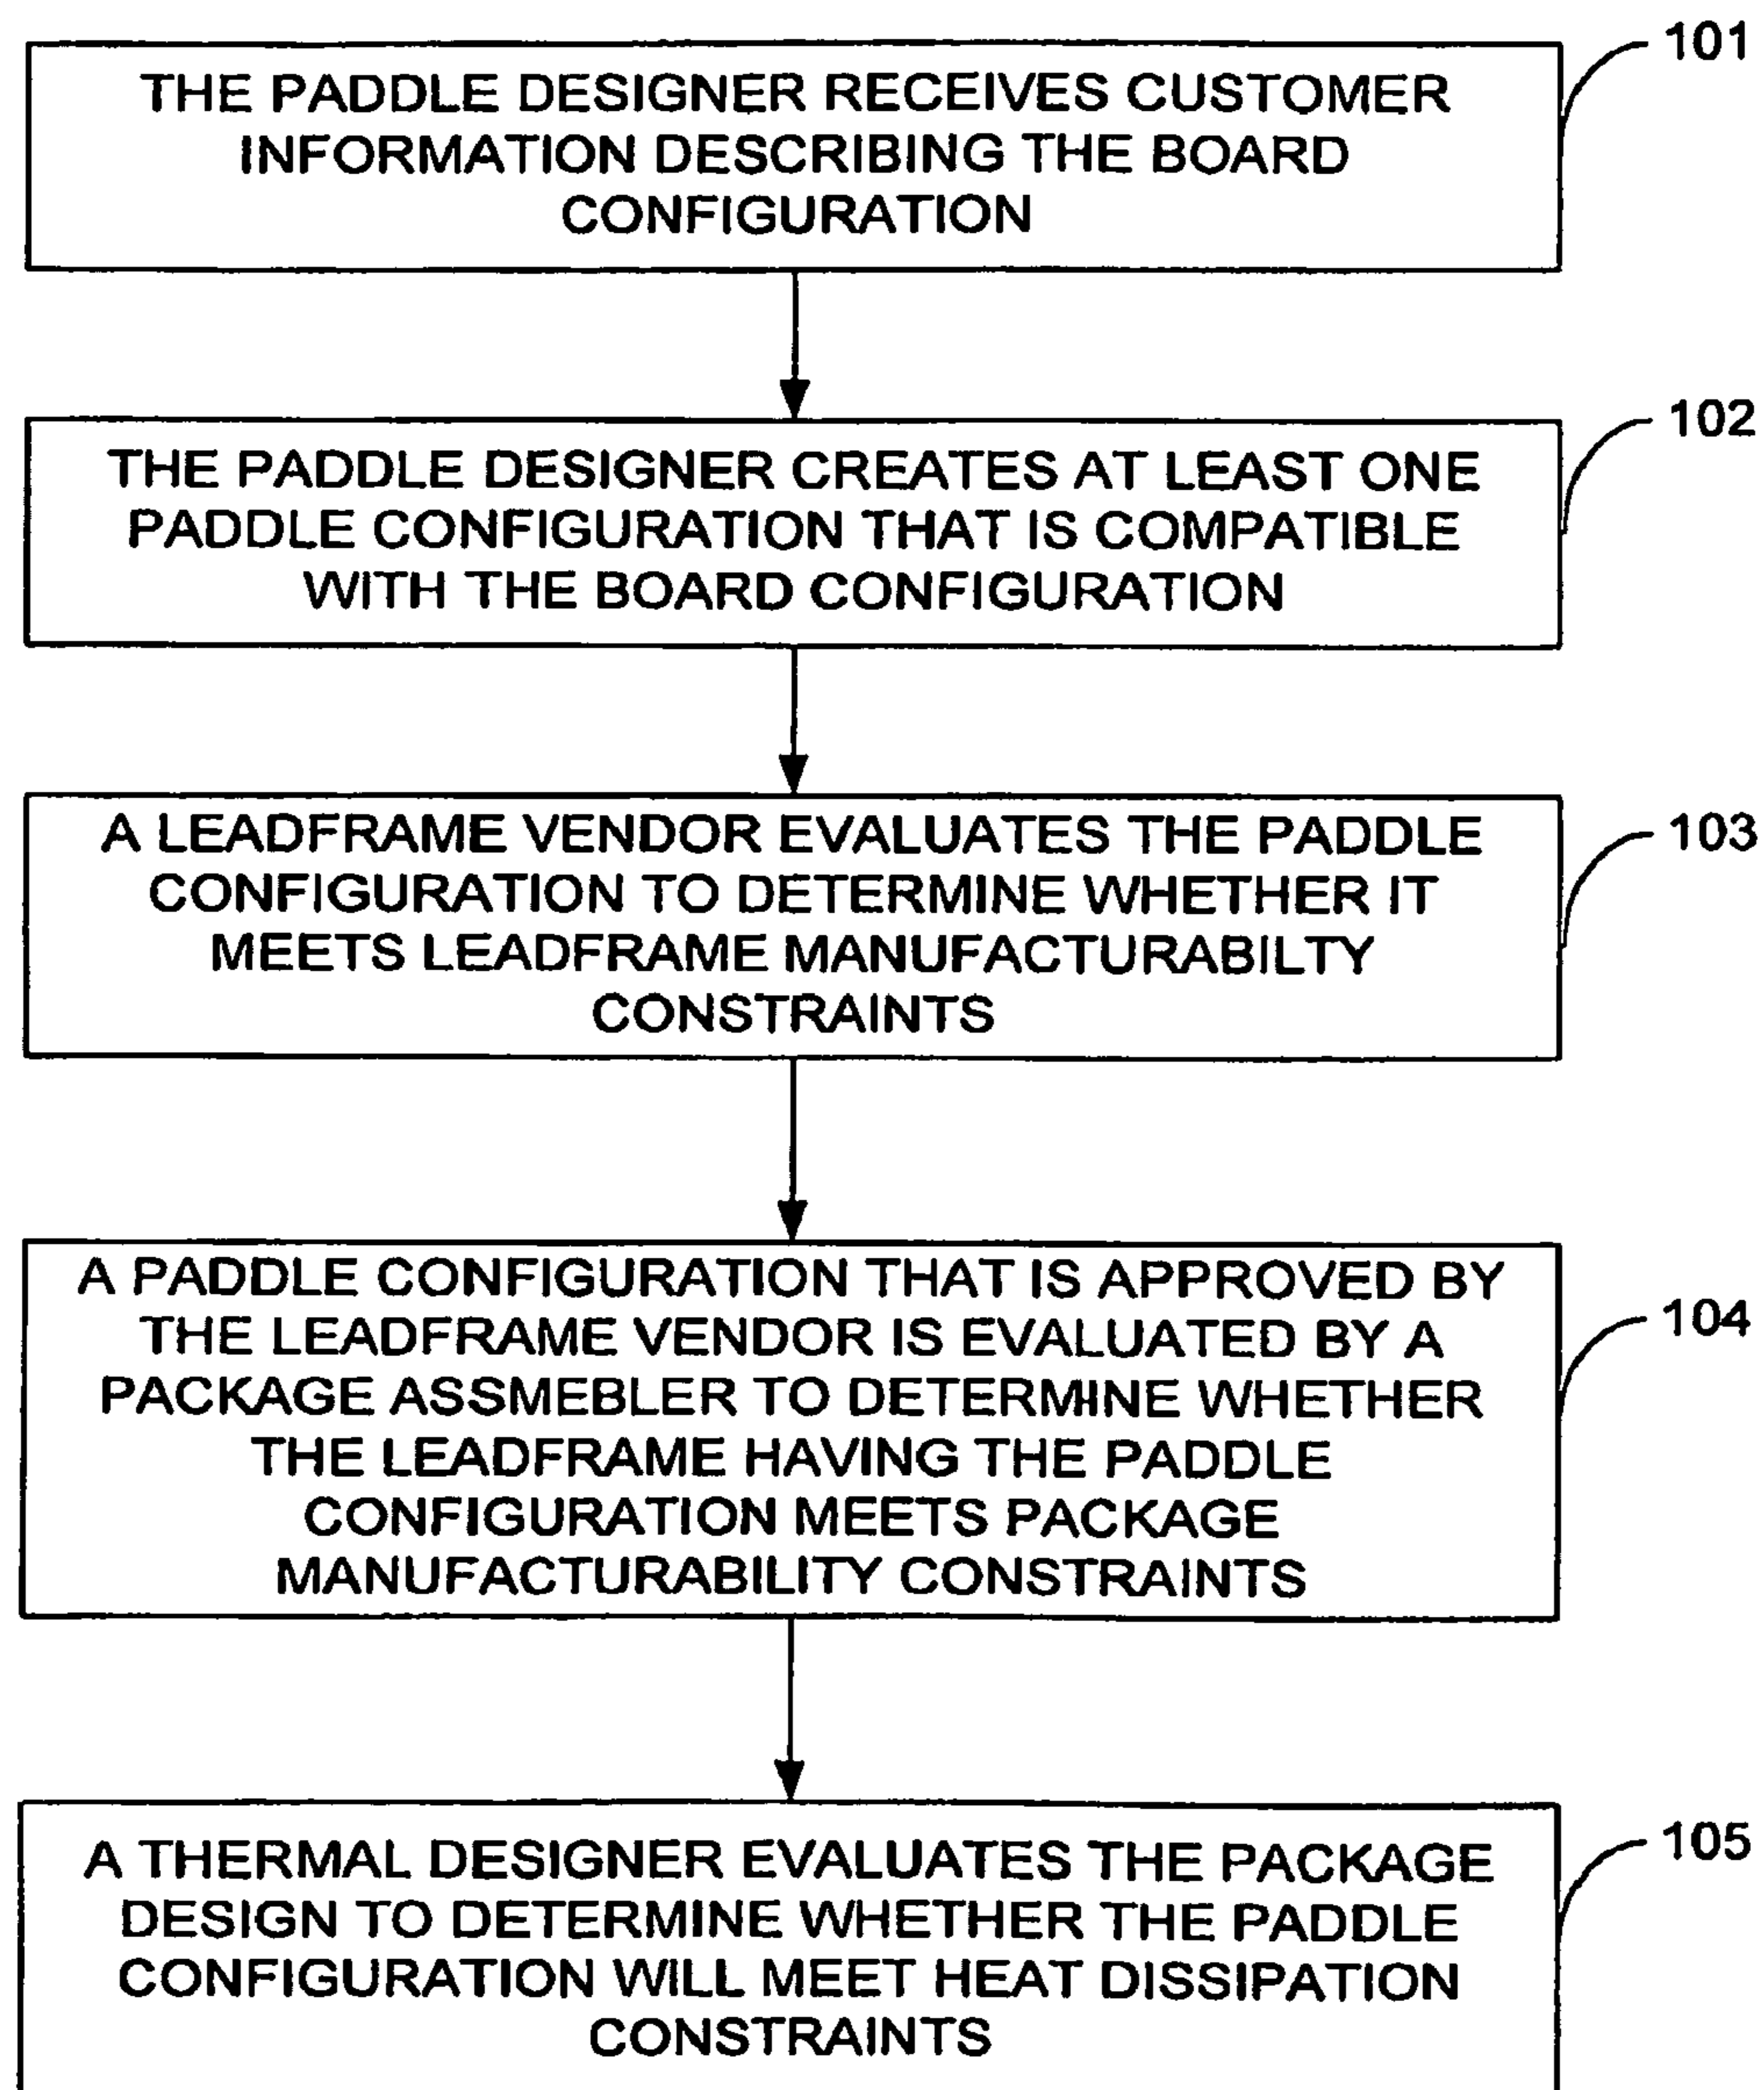 101
THE PADDLE DESIGNER RECEIVES CUSTOMER
INFORMATION DESCRIBING THE BOARD
CONFIGURATION
102
THE PADDLE DESIGNER CREATES AT LEAST ONE
PADDLE CONFIGURATION THAT IS COMPATIBLE
WITH THE BOARD CONFIGURATION
103
A LEADFRAME VENDOR EVALUATES THE PADDLE
CONFIGURATION TO DETERMINE WHETHER IT
MEETS LEADFRAME MANUFACTURABILTY
CONSTRAINTS
104
A PADDLE CONFIGURATION THAT IS APPROVED BY
THE LEADFRAME VENDOR IS EVALUATED BY A
PACKAGE ASSMEBLER TO DETERMINE WHETHER
THE LEADFRAME HAVING THE PADDLE
CONFIGURATION MEETS PACKAGE
MANUFACTURABILITY CONSTRAINTS
105
A THERMAL DESIGNER EVALUATES THE PACKAGE
DESIGN TO DETERMINE WHETHER THE PADDLE
CONFIGURATION WILL MEET HEAT DISSIPATION
CONSTRAINTS